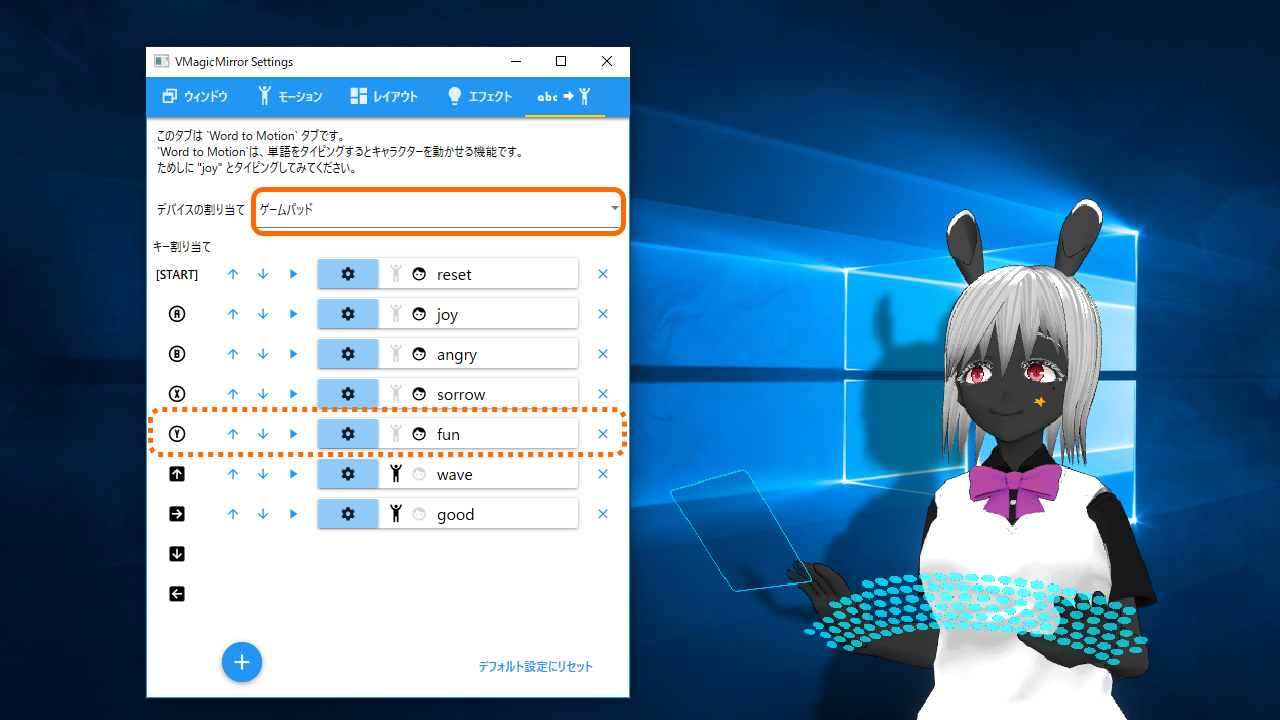 VMagicMirror Settings
ウィンドウ モーション レイアウト エフェクト abc
このタブは `Word to Motion` タブです。
`Word to Motion`は、単語をタイピングするとキャラクターを動かせる機能です。
ためしに "joy" とタイピングしてみてください。
デバイスの割り当て ゲームパッド
キー割り当て
[START] reset
A joy
B angry
X sorrow
Y fun
wave
good
デフォルト設定にリセット